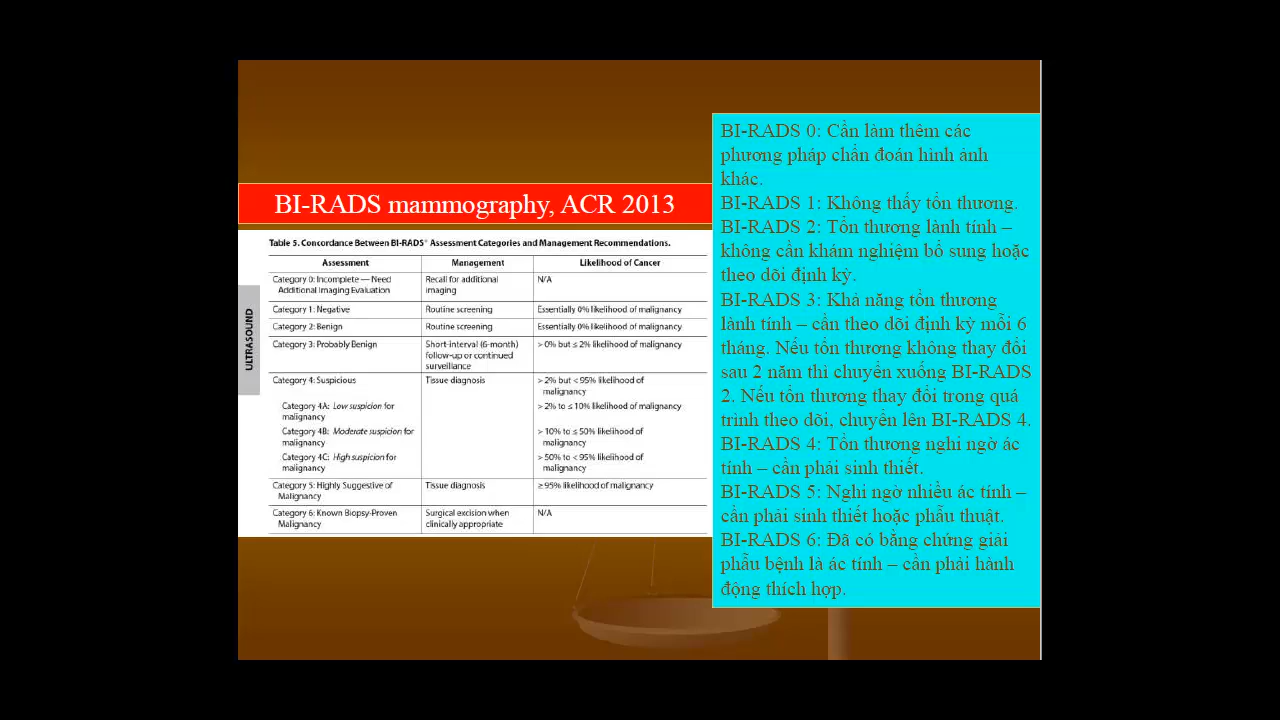 BI-RADS mammography, ACR 2013
ULTRASOUND
Table 5. Concordance Between BI-RADS® Assessment Categories and Management Recommendations.
Assessment Management Likelihood of Cancer
Category 0: Incomplete — Need Additional Imaging Evaluation Recall for additional imaging N/A
Category 1: Negative Routine screening Essentially 0% likelihood of malignancy
Category 2: Benign Routine screening Essentially 0% likelihood of malignancy
Category 3: Probably Benign Short-interval (6-month) follow-up or continued surveillance > 0% but ≤ 2% likelihood of malignancy
Category 4: Suspicious Tissue diagnosis > 2% but < 95% likelihood of malignancy
Category 4A: Low suspicion for malignancy > 2% to ≤ 10% likelihood of malignancy
Category 4B: Moderate suspicion for malignancy > 10% to ≤ 50% likelihood of malignancy
Category 4C: High suspicion for malignancy > 50% to < 95% likelihood of malignancy
Category 5: Highly Suggestive of Malignancy Tissue diagnosis ≥ 95% likelihood of malignancy
Category 6: Known Biopsy-Proven Malignancy Surgical excision when clinically appropriate N/A
BI-RADS 0: Cần làm thêm các
phương pháp chẩn đoán hình ảnh
khác.
BI-RADS 1: Không thấy tổn thương.
BI-RADS 2: Tổn thương lành tính –
không cần khám nghiệm bổ sung hoặc
theo dõi định kỳ.
BI-RADS 3: Khả năng tổn thương
lành tính – cần theo dõi định kỳ mỗi 6
tháng. Nếu tổn thương không thay đổi
sau 2 năm thì chuyển xuống BI-RADS
2. Nếu tổn thương thay đổi trong quá
trình theo dõi, chuyển lên BI-RADS 4.
BI-RADS 4: Tổn thương nghi ngờ ác
tính – cần phải sinh thiết.
BI-RADS 5: Nghi ngờ nhiều ác tính –
cần phải sinh thiết hoặc phẫu thuật.
BI-RADS 6: Đã có bằng chứng giải
phẫu bệnh là ác tính – cần phải hành
động thích hợp.